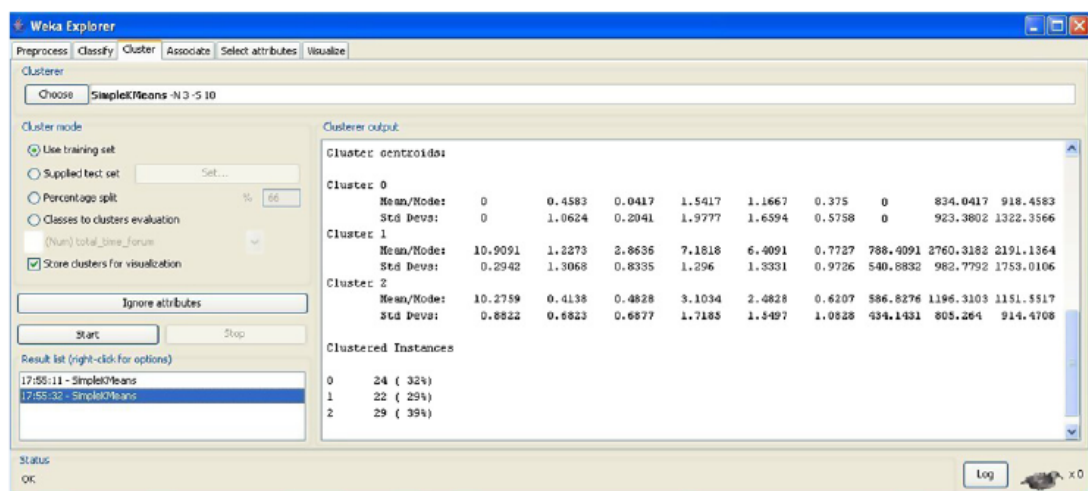 Weka Explorer
Preprocess Classify Cluster Associate Select attributes Visualize
Clusterer
Choose SimpleKMeans -N 3 -S 10
Cluster mode
Use training set
Supplied test set Set...
Percentage split % 66
Classes to clusters evaluation
(Num) total_time_forum
Store clusters for visualization
Ignore attributes
Start Stop
Result list (right-click for options)
17:55:11 - SimpleKMeans
17:55:32 - SimpleKMeans
Clusterer output
Cluster centroids:
Cluster 0
Mean/Mode: 0 0.4583 0.0417 1.5417 1.1667 0.375 0 834.0417 918.4583
Std Devs: 0 1.0624 0.2041 1.9777 1.6594 0.5758 0 923.3802 1322.3566
Cluster 1
Mean/Mode: 10.9091 1.2273 2.8636 7.1818 6.4091 0.7727 788.4091 2760.3182 2191.1364
Std Devs: 0.2942 1.3068 0.8335 1.296 1.3331 0.9726 540.8832 982.7792 1753.0106
Cluster 2
Mean/Mode: 10.2759 0.4138 0.4828 3.1034 2.4828 0.6207 586.8276 1196.3103 1151.5517
Std Devs: 0.8822 0.6823 0.6877 1.7185 1.5497 1.0828 434.1431 805.264 914.4708
Clustered Instances
0 24 ( 32%)
1 22 ( 29%)
2 29 ( 39%)
Status
OK
Log x 0